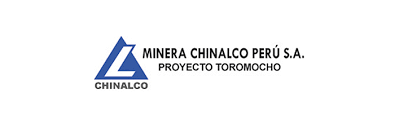 MINERA CHINALCO PERÚ S.A.
PROYECTO TOROMOCHO
CHINALCO